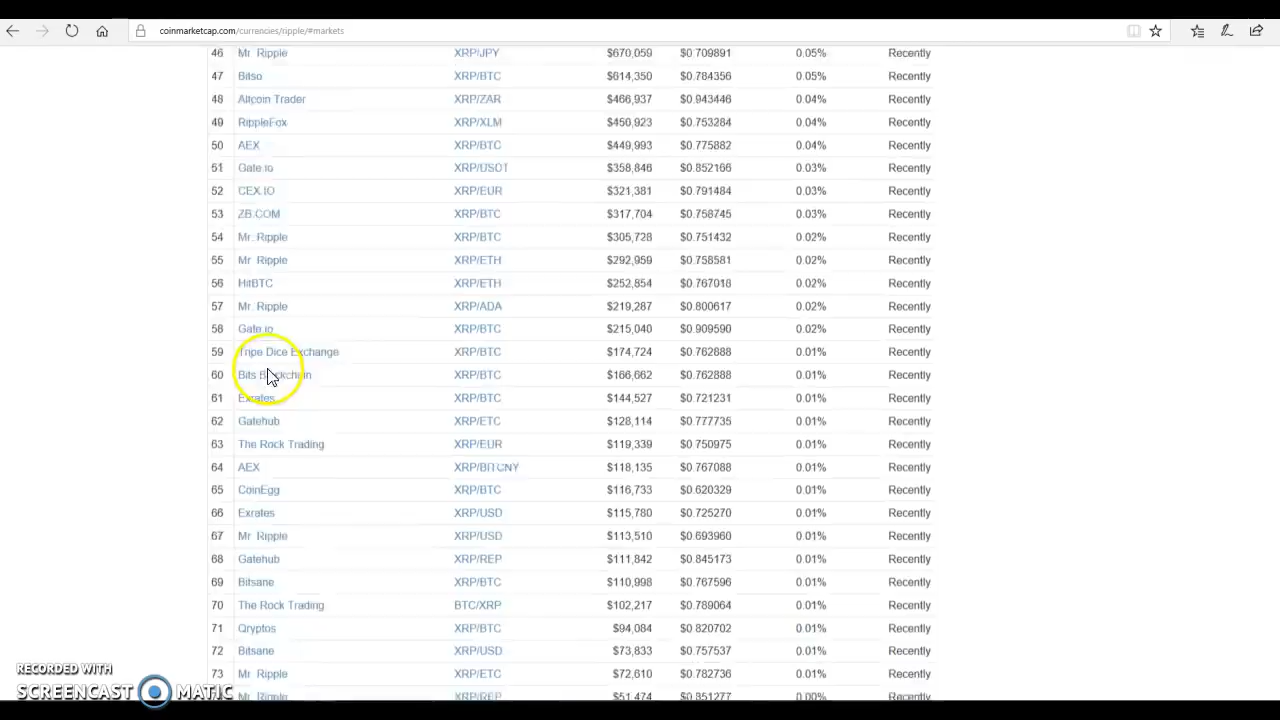 coinmarketcap.com/currencies/ripple/#markets
46 Mr. Ripple XRP/JPY $670,059 $0.709891 0.05% Recently
47 Bitso XRP/BTC $614,350 $0.784356 0.05% Recently
48 Altcoin Trader XRP/ZAR $466,937 $0.943446 0.04% Recently
49 RippleFox XRP/XLM $450,923 $0.753284 0.04% Recently
50 AEX XRP/BTC $449,993 $0.775882 0.04% Recently
51 Gate.io XRP/USDT $358,846 $0.852166 0.03% Recently
52 CEX.IO XRP/EUR $321,381 $0.791484 0.03% Recently
53 ZB.COM XRP/BTC $317,704 $0.758745 0.03% Recently
54 Mr. Ripple XRP/BTC $305,728 $0.751432 0.02% Recently
55 Mr. Ripple XRP/ETH $292,959 $0.758581 0.02% Recently
56 HitBTC XRP/ETH $252,854 $0.767018 0.02% Recently
57 Mr. Ripple XRP/ADA $219,287 $0.800617 0.02% Recently
58 Gate.io XRP/BTC $215,040 $0.909590 0.02% Recently
59 Tripe Dice Exchange XRP/BTC $174,724 $0.762888 0.01% Recently
60 Bits Blockchain XRP/BTC $166,662 $0.762888 0.01% Recently
61 Exrates XRP/BTC $144,527 $0.721231 0.01% Recently
62 Gatehub XRP/ETC $128,114 $0.777735 0.01% Recently
63 The Rock Trading XRP/EUR $119,339 $0.750975 0.01% Recently
64 AEX XRP/BITCNY $118,135 $0.767088 0.01% Recently
65 CoinEgg XRP/BTC $116,733 $0.620329 0.01% Recently
66 Exrates XRP/USD $115,780 $0.725270 0.01% Recently
67 Mr. Ripple XRP/USD $113,510 $0.693960 0.01% Recently
68 Gatehub XRP/REP $111,842 $0.845173 0.01% Recently
69 Bitsane XRP/BTC $110,998 $0.767596 0.01% Recently
70 The Rock Trading BTC/XRP $102,217 $0.789064 0.01% Recently
71 Qryptos XRP/BTC $94,084 $0.820702 0.01% Recently
72 Bitsane XRP/USD $73,833 $0.757537 0.01% Recently
73 Mr. Ripple XRP/ETC $72,610 $0.782736 0.01% Recently
Mr. Ripple XRP/REP $51,474 $0.851277 0.00% Recently
RECORDED WITH
SCREENCAST MATIC